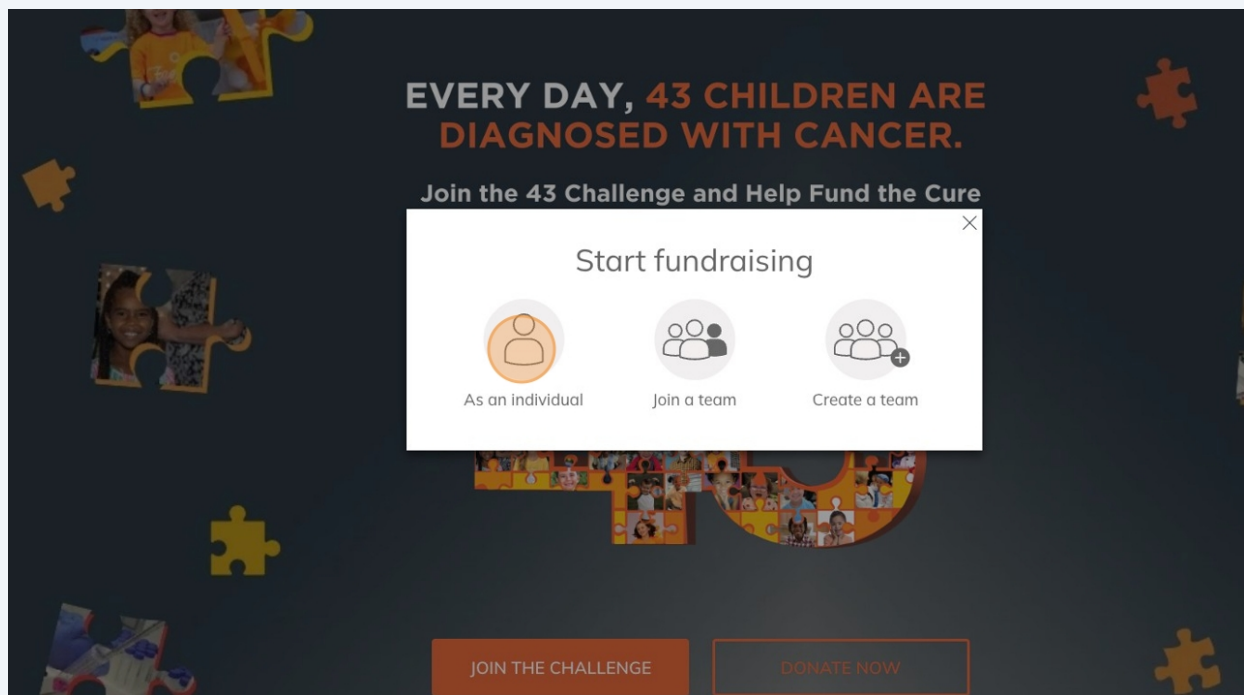 EVERY DAY, 43 CHILDREN ARE
DIAGNOSED WITH CANCER.
Join the 43 Challenge and Help Fund the Cure
Start fundraising
As an individual
Join a team
Create a team
43
JOIN THE CHALLENGE
DONATE NOW